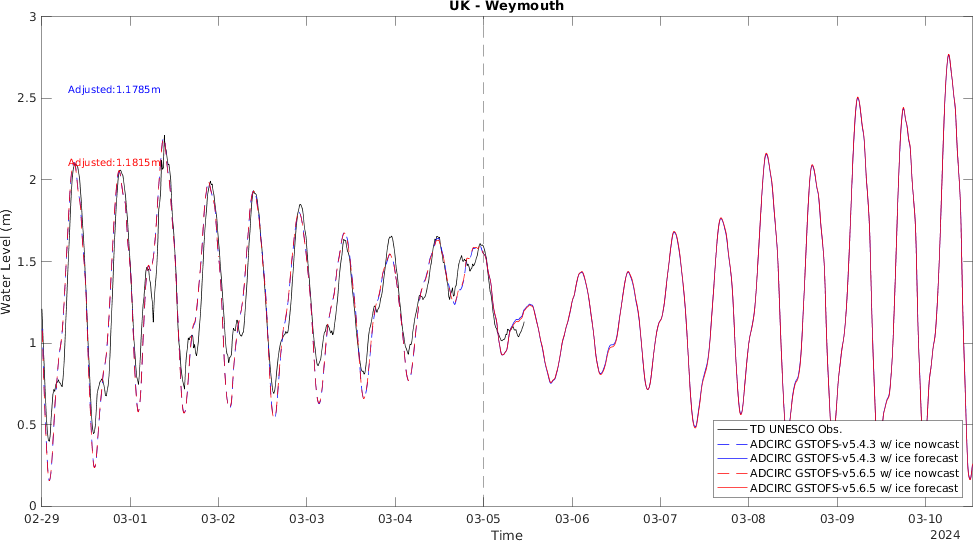 UK - Weymouth
3
2.5
2
1.5
1
0.5
0
Water Level (m)
Adjusted:1.1785m
Adjusted:1.1815m
TD UNESCO Obs.
ADCIRC GSTOFS-v5.4.3 w/ ice nowcast
ADCIRC GSTOFS-v5.4.3 w/ ice forecast
ADCIRC GSTOFS-v5.6.5 w/ ice nowcast
ADCIRC GSTOFS-v5.6.5 w/ ice forecast
02-29 03-01 03-02 03-03 03-04 03-05 03-06 03-07 03-08 03-09 03-10
Time
2024